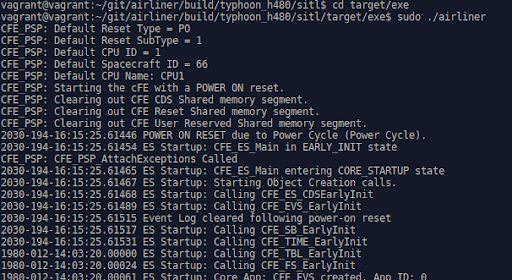 vagrant@vagrant:~/git/airliner/build/typhoon_h480/sitl$ cd target/exe
vagrant@vagrant:~/git/airliner/build/typhoon_h480/sitl/target/exe$ sudo ./airliner
CFE_PSP: Default Reset Type = PO
CFE_PSP: Default Reset SubType = 1
CFE_PSP: Default CPU ID = 1
CFE_PSP: Default Spacecraft ID = 66
CFE_PSP: Default CPU Name: CPU1
CFE_PSP: Starting the cFE with a POWER ON reset.
CFE_PSP: Clearing out CFE CDS Shared memory segment.
CFE_PSP: Clearing out CFE Reset Shared memory segment.
CFE_PSP: Clearing out CFE User Reserved Shared memory segment.
2030-194-16:15:25.61446 POWER ON RESET due to Power Cycle (Power Cycle).
2030-194-16:15:25.61454 ES Startup: CFE_ES_Main in EARLY_INIT state
CFE_PSP: CFE_PSP_AttachExceptions Called
2030-194-16:15:25.61465 ES Startup: CFE_ES_Main entering CORE_STARTUP state
2030-194-16:15:25.61467 ES Startup: Starting Object Creation calls.
2030-194-16:15:25.61468 ES Startup: Calling CFE_ES_CDSEarlyInit
2030-194-16:15:25.61489 ES Startup: Calling CFE_EVS_EarlyInit
2030-194-16:15:25.61515 Event Log cleared following power-on reset
2030-194-16:15:25.61517 ES Startup: Calling CFE_SB_EarlyInit
2030-194-16:15:25.61531 ES Startup: Calling CFE_TIME_EarlyInit
1980-012-14:03:20.00000 ES Startup: Calling CFE_TBL_EarlyInit
1980-012-14:03:20.00024 ES Startup: Calling CFE_FS_EarlyInit
1980-012-14:03:20.00061 ES Startup: Core App: CFE_EVS created. App ID: 0